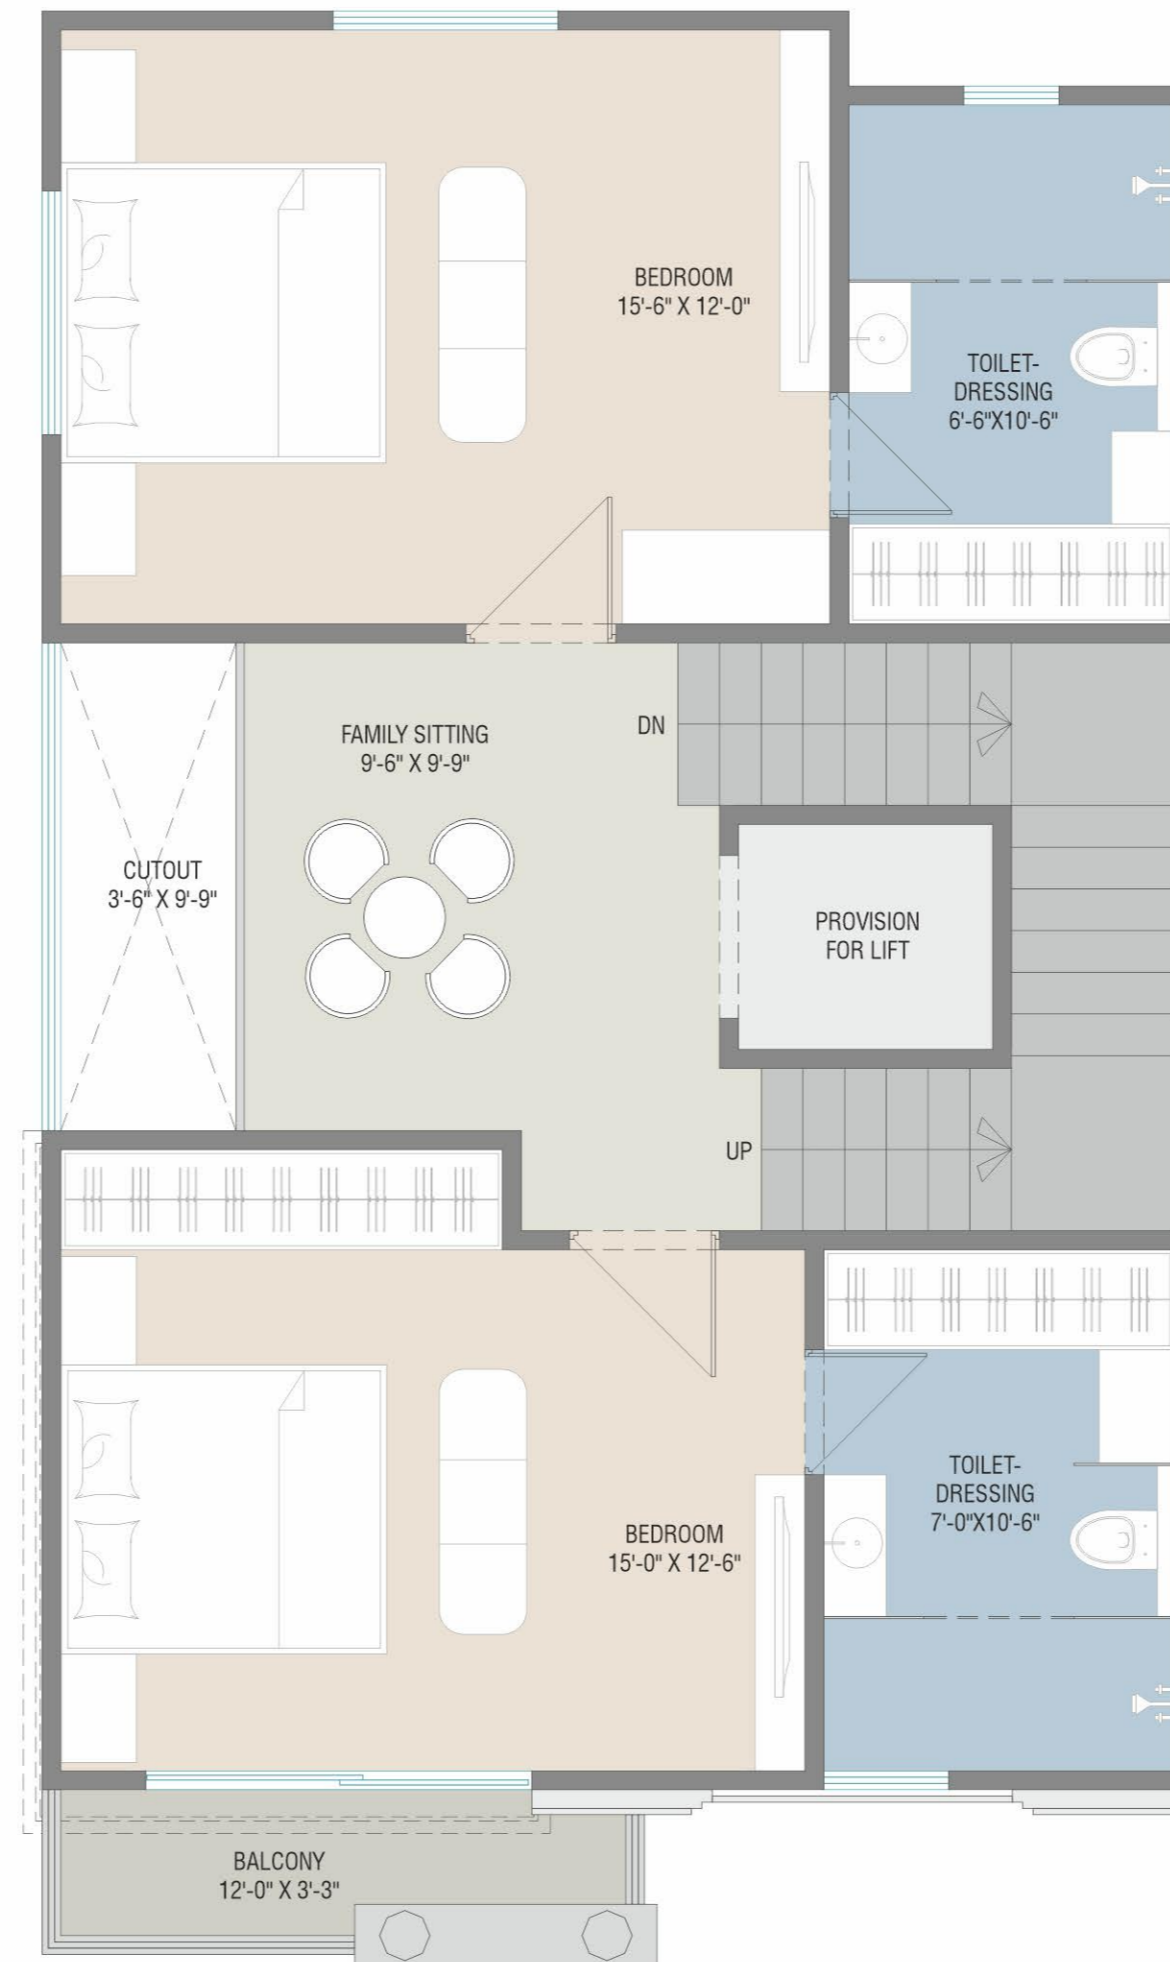 BEDROOM
15'-6" X 12'-0"
TOILET-
DRESSING
6'-6"X10'-6"
FAMILY SITTING
9'-6" X 9'-9"
DN
CUTOUT
3'-6" X 9'-9"
PROVISION
FOR LIFT
UP
TOILET-
DRESSING
7'-0"X10'-6"
BEDROOM
15'-0" X 12'-6"
BALCONY
12'-0" X 3'-3"